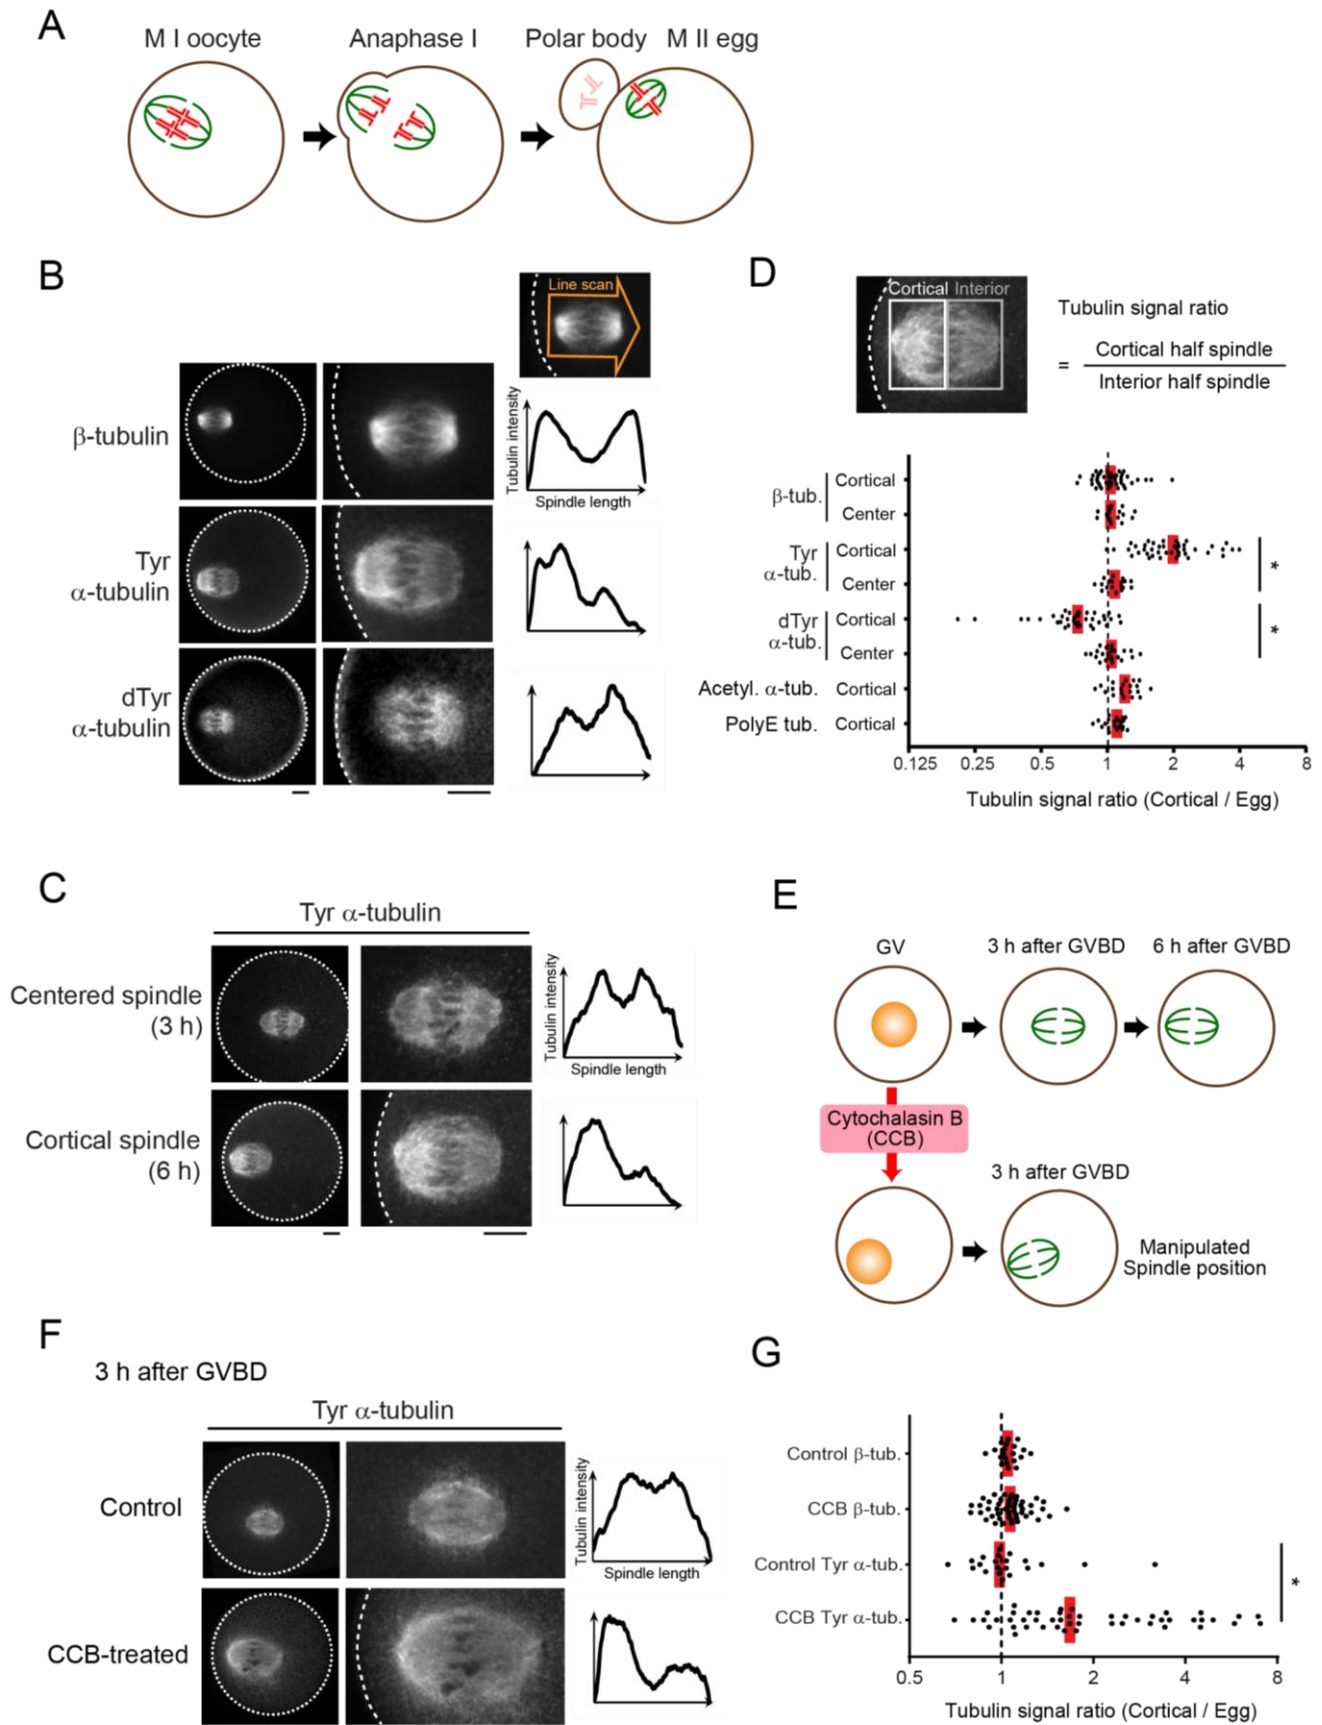 A
M I oocyte
Anaphase I
Polar body
M II egg
B
Line scan
β-tubulin
Tubulin intensity
Spindle length
Tyr
α-tubulin
dTyr
α-tubulin
C
Tyr α-tubulin
Centered spindle
(3 h)
Tubulin intensity
Spindle length
Cortical spindle
(6 h)
D
Cortical Interior
Tubulin signal ratio
=
Cortical half spindle
Interior half spindle
β-tub.
Cortical
Center
Tyr
α-tub.
Cortical
Center
*
dTyr
α-tub.
Cortical
Center
*
Acetyl. α-tub. Cortical
PolyE tub. Cortical
0.125 0.25 0.5 1 2 4 8
Tubulin signal ratio (Cortical / Egg)
E
GV
3 h after GVBD
6 h after GVBD
Cytochalasin B
(CCB)
3 h after GVBD
Manipulated
Spindle position
F
3 h after GVBD
Tyr α-tubulin
Control
Tubulin intensity
Spindle length
CCB-treated
G
Control β-tub.
CCB β-tub.
Control Tyr α-tub.
CCB Tyr α-tub.
*
0.5 1 2 4 8
Tubulin signal ratio (Cortical / Egg)